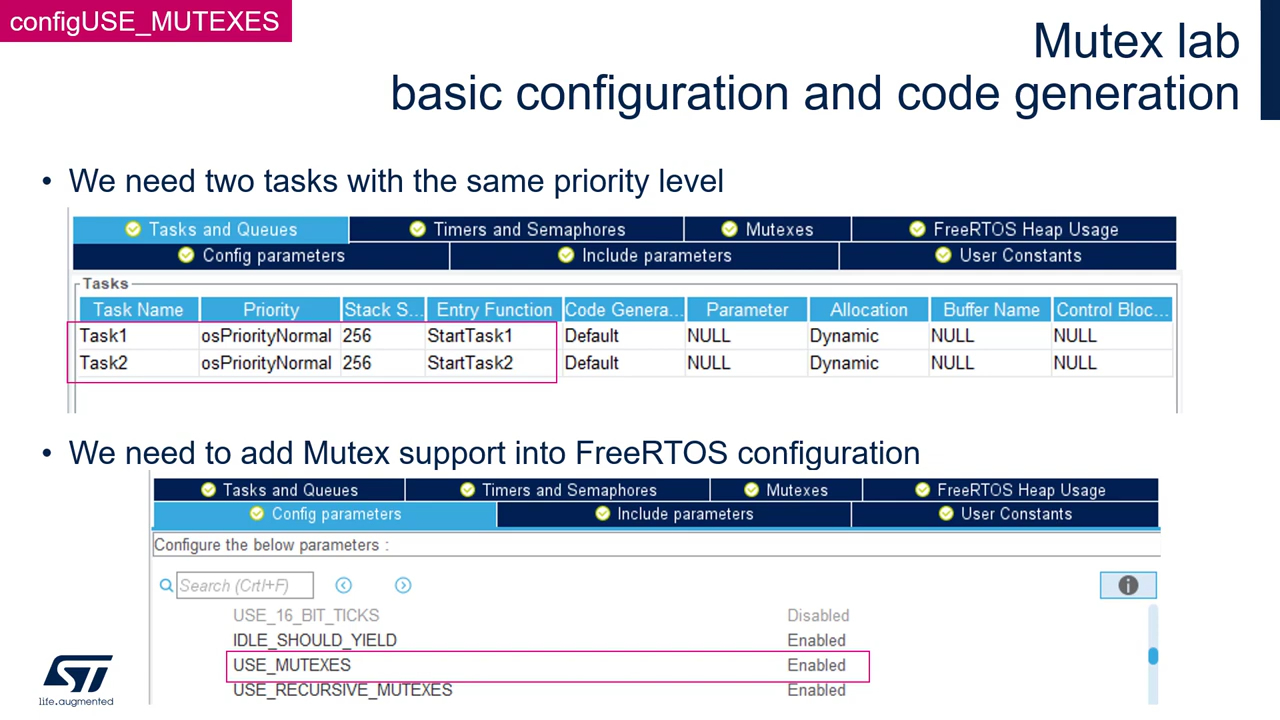 configUSE_MUTEXES
Mutex lab
basic configuration and code generation
• We need two tasks with the same priority level
Tasks and Queues Timers and Semaphores Mutexes FreeRTOS Heap Usage
Config parameters Include parameters User Constants
Tasks
Task Name Priority Stack S... Entry Function Code Genera... Parameter Allocation Buffer Name Control Bloc...
Task1 osPriorityNormal 256 StartTask1 Default NULL Dynamic NULL NULL
Task2 osPriorityNormal 256 StartTask2 Default NULL Dynamic NULL NULL
• We need to add Mutex support into FreeRTOS configuration
Tasks and Queues Timers and Semaphores Mutexes FreeRTOS Heap Usage
Config parameters Include parameters User Constants
Configure the below parameters :
Search (Crtl+F)
USE_16_BIT_TICKS Disabled
IDLE_SHOULD_YIELD Enabled
USE_MUTEXES Enabled
USE_RECURSIVE_MUTEXES Enabled
ST
life.augmented